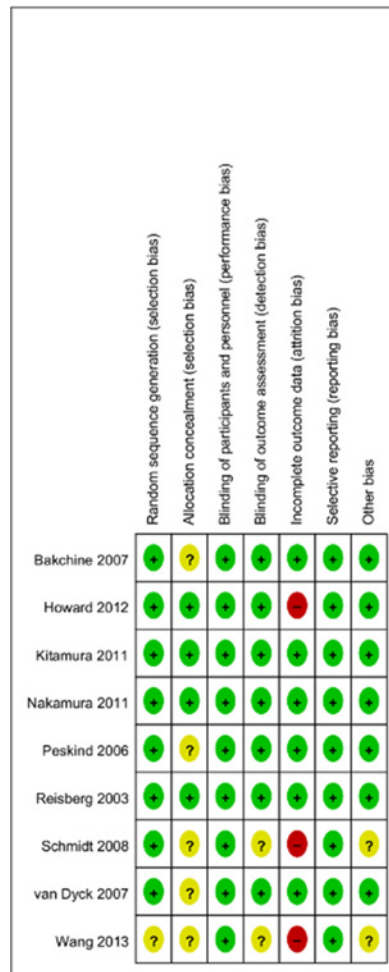 Random sequence generation (selection bias)
Allocation concealment (selection bias)
Blinding of participants and personnel (performance bias)
Blinding of outcome assessment (detection bias)
Incomplete outcome data (attrition bias)
Selective reporting (reporting bias)
Other bias
Bakchine 2007 + ? + + + + +
Howard 2012 + + + + − + +
Kitamura 2011 + + + + + + +
Nakamura 2011 + + + + + + +
Peskind 2006 + ? + + + + +
Reisberg 2003 + + + + + + +
Schmidt 2008 + ? + ? − + ?
van Dyck 2007 + ? + + + + +
Wang 2013 ? ? + ? − + ?